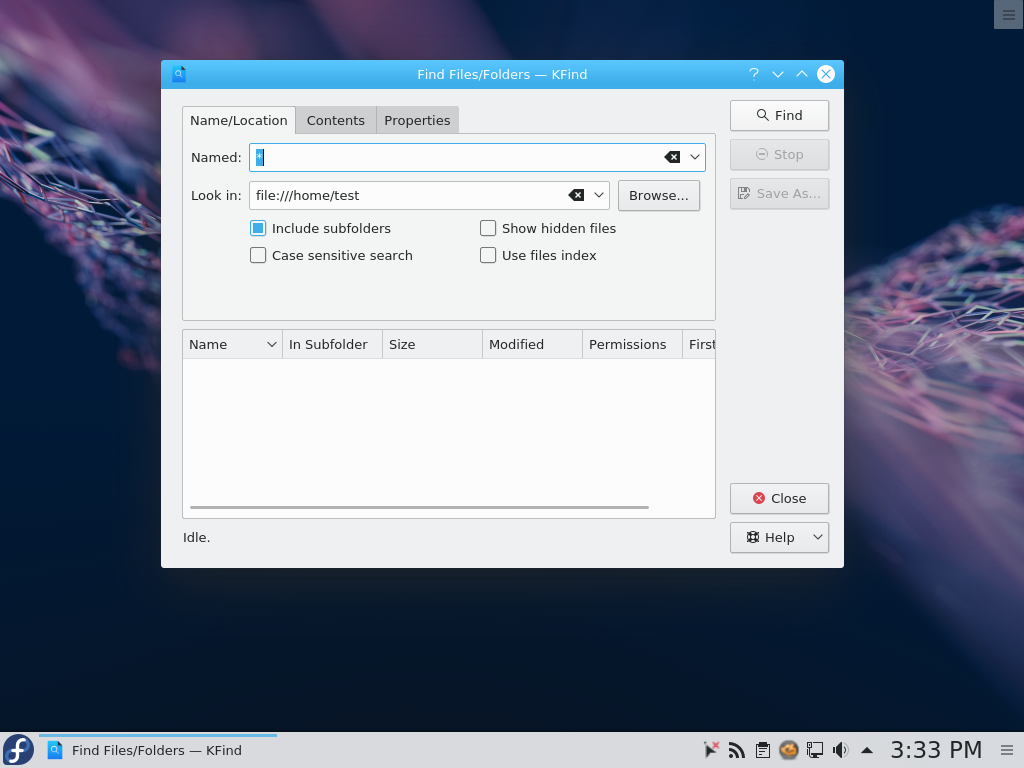 Find Files/Folders — KFind
Name/Location Contents Properties
Find
Named: *
Stop
Look in: file:///home/test Browse...
Save As...
Include subfolders Show hidden files
Case sensitive search Use files index
Name In Subfolder Size Modified Permissions First
Close
Idle.
Help
Find Files/Folders — KFind 3:33 PM